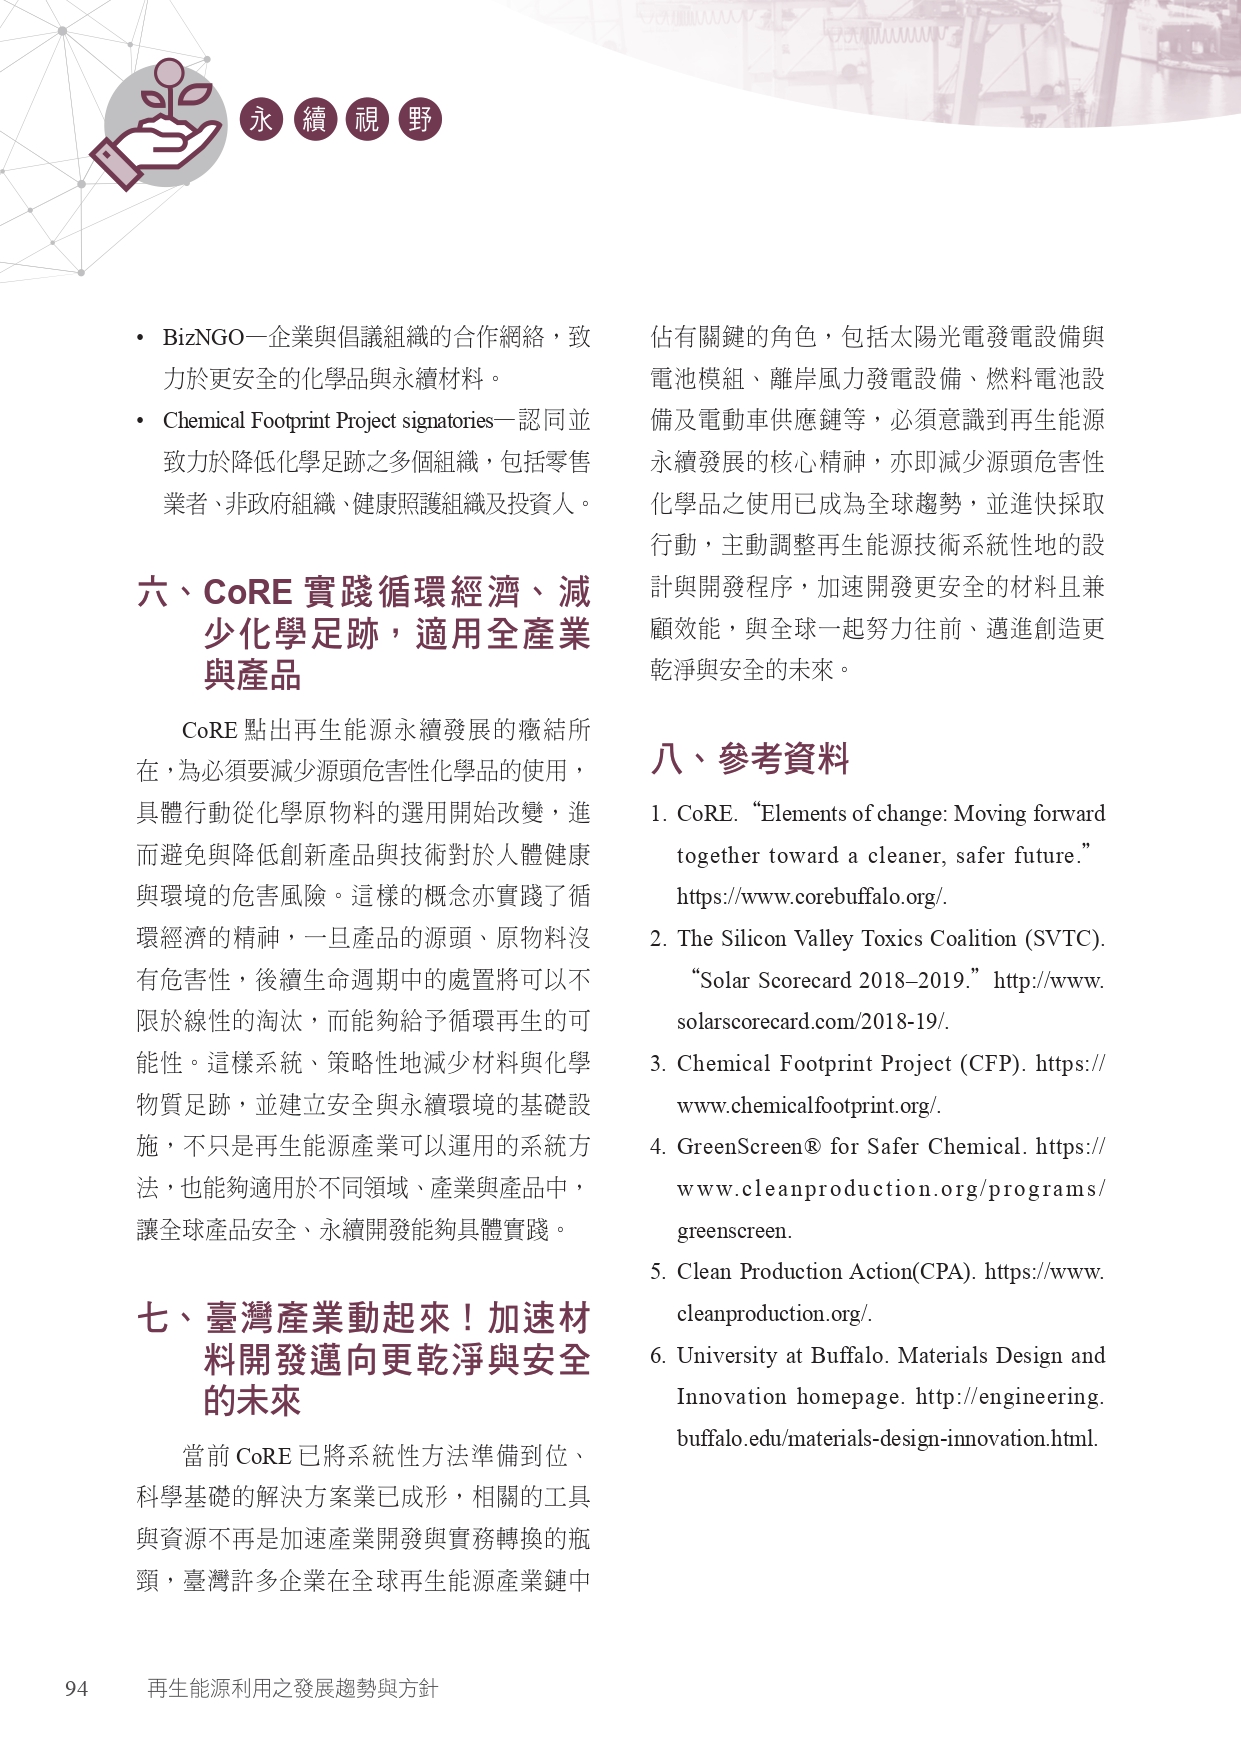 永續視野
• BizNGO—企業與倡議組織的合作網絡，致
力於更安全的化學品與永續材料。
• Chemical Footprint Project signatories—認同並
致力於降低化學足跡之多個組織，包括零售
業者、非政府組織、健康照護組織及投資人。
六、CoRE 實踐循環經濟、減
少化學足跡，適用全產業
與產品
CoRE 點出再生能源永續發展的癥結所
在，為必須要減少源頭危害性化學品的使用，
具體行動從化學原物料的選用開始改變，進
而避免與降低創新產品與技術對於人體健康
與環境的危害風險。這樣的概念亦實踐了循
環經濟的精神，一旦產品的源頭、原物料沒
有危害性，後續生命週期中的處置將可以不
限於線性的淘汰，而能夠給予循環再生的可
能性。這樣系統、策略性地減少材料與化學
物質足跡，並建立安全與永續環境的基礎設
施，不只是再生能源產業可以運用的系統方
法，也能夠適用於不同領域、產業與產品中，
讓全球產品安全、永續開發能夠具體實踐。
七、臺灣產業動起來！加速材
料開發邁向更乾淨與安全
的未來
當前 CoRE 已將系統性方法準備到位、
科學基礎的解決方案業已成形，相關的工具
與資源不再是加速產業開發與實務轉換的瓶
頸，臺灣許多企業在全球再生能源產業鏈中
佔有關鍵的角色，包括太陽光電發電設備與
電池模組、離岸風力發電設備、燃料電池設
備及電動車供應鏈等，必須意識到再生能源
永續發展的核心精神，亦即減少源頭危害性
化學品之使用已成為全球趨勢，並進快採取
行動，主動調整再生能源技術系統性地的設
計與開發程序，加速開發更安全的材料且兼
顧效能，與全球一起努力往前、邁進創造更
乾淨與安全的未來。
八、參考資料
1. CoRE.“Elements of change: Moving forward
together toward a cleaner, safer future.”
https://www.corebuffalo.org/.
2. The Silicon Valley Toxics Coalition (SVTC).
“Solar Scorecard 2018–2019.” http://www.
solarscorecard.com/2018-19/.
3. Chemical Footprint Project (CFP). https://
www.chemicalfootprint.org/.
4. GreenScreen® for Safer Chemical. https://
www.cleanproduction.org/programs/
greenscreen.
5. Clean Production Action(CPA). https://www.
cleanproduction.org/.
6. University at Buffalo. Materials Design and
Innovation homepage. http://engineering.
buffalo.edu/materials-design-innovation.html.
94 再生能源利用之發展趨勢與方針